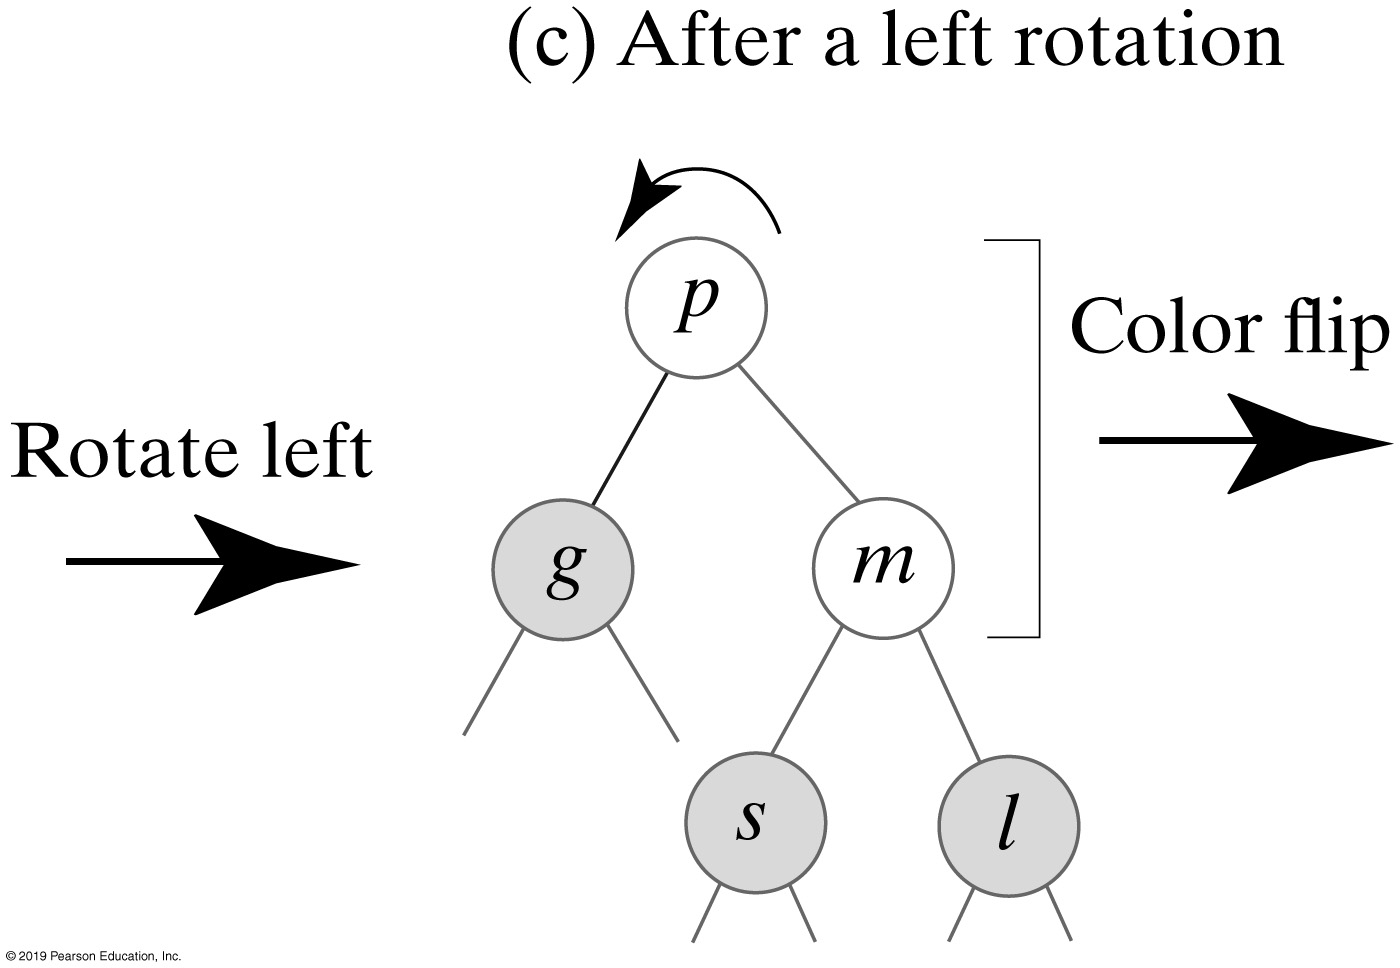 (c) After a left rotation
p
Color flip
Rotate left
g
m
s
l
© 2019 Pearson Education, Inc.